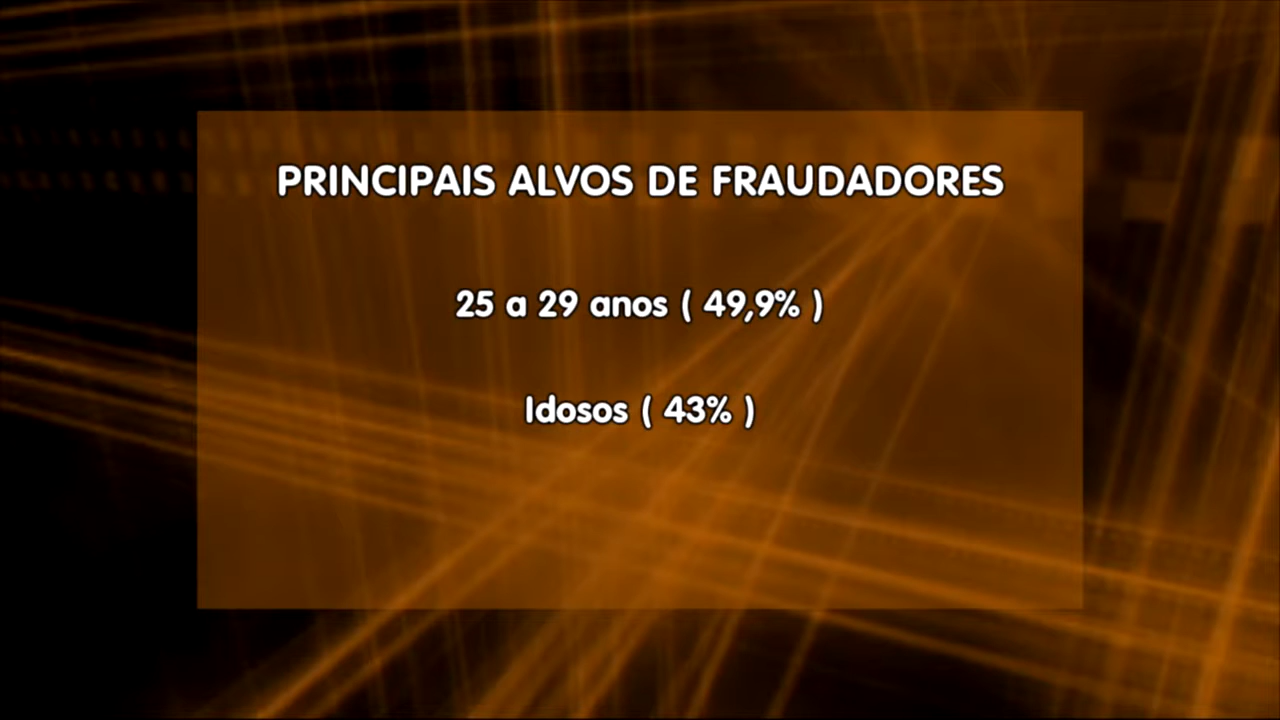 PRINCIPAIS ALVOS DE FRAUDADORES
25 a 29 anos ( 49,9% )
Idosos ( 43% )